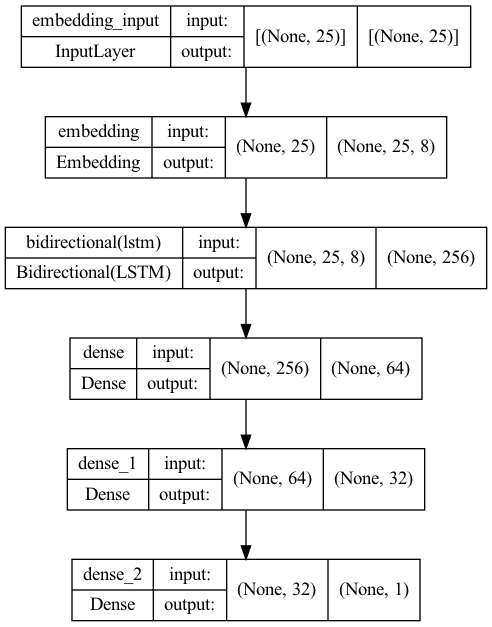 embedding_input input: [(None, 25)] [(None, 25)]
InputLayer output:
embedding input: (None, 25) (None, 25, 8)
Embedding output:
bidirectional(lstm) input: (None, 25, 8) (None, 256)
Bidirectional(LSTM) output:
dense input: (None, 256) (None, 64)
Dense output:
dense_1 input: (None, 64) (None, 32)
Dense output:
dense_2 input: (None, 32) (None, 1)
Dense output: